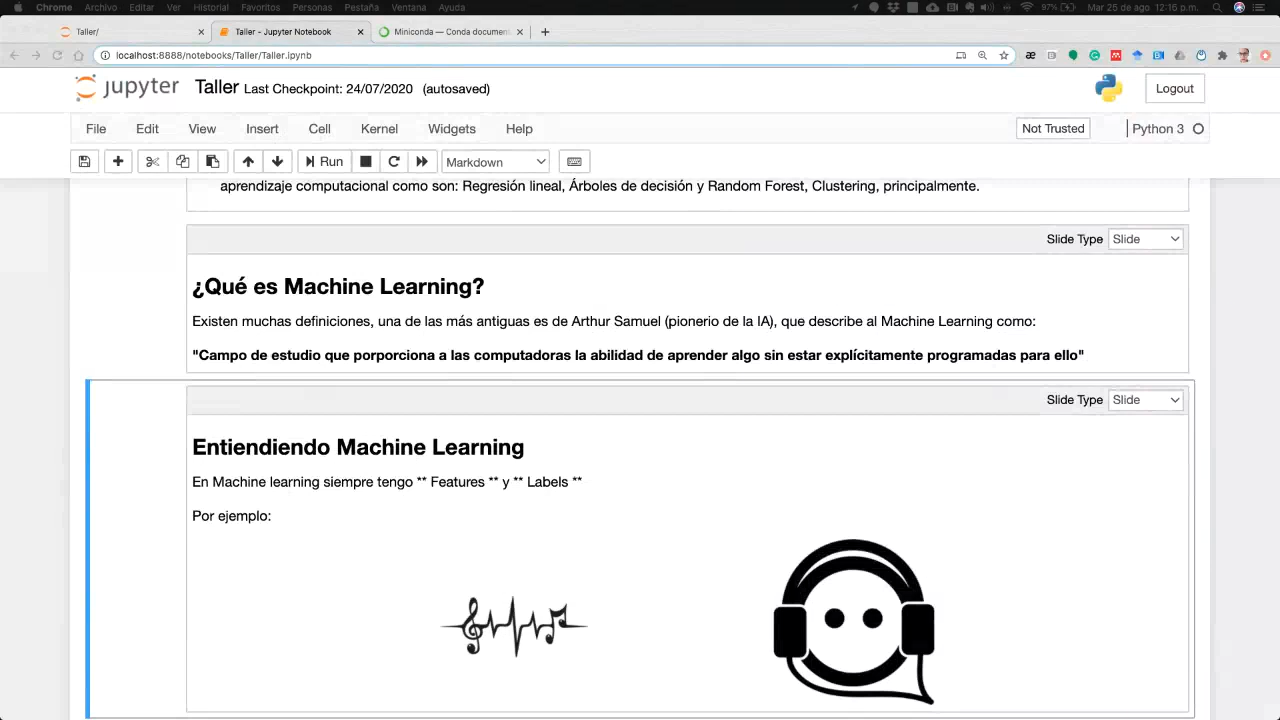 Chrome Archivo Editar Ver Historial Favoritos Personas Pestaña Ventana Ayuda 97% Mar 25 de ago 12:16 p.m.
Taller/ Taller - Jupyter Notebook Miniconda — Conda documen
localhost:8888/notebooks/Taller/Taller.ipynb
jupyter Taller Last Checkpoint: 24/07/2020 (autosaved) Logout
File Edit View Insert Cell Kernel Widgets Help Not Trusted Python 3
Run Markdown
aprendizaje computacional como son: Regresión lineal, Árboles de decisión y Random Forest, Clustering, principalmente.
Slide Type Slide
¿Qué es Machine Learning?
Existen muchas definiciones, una de las más antiguas es de Arthur Samuel (pionerio de la IA), que describe al Machine Learning como:
"Campo de estudio que porporciona a las computadoras la abilidad de aprender algo sin estar explícitamente programadas para ello"
Slide Type Slide
Entiendiendo Machine Learning
En Machine learning siempre tengo ** Features ** y ** Labels **
Por ejemplo: